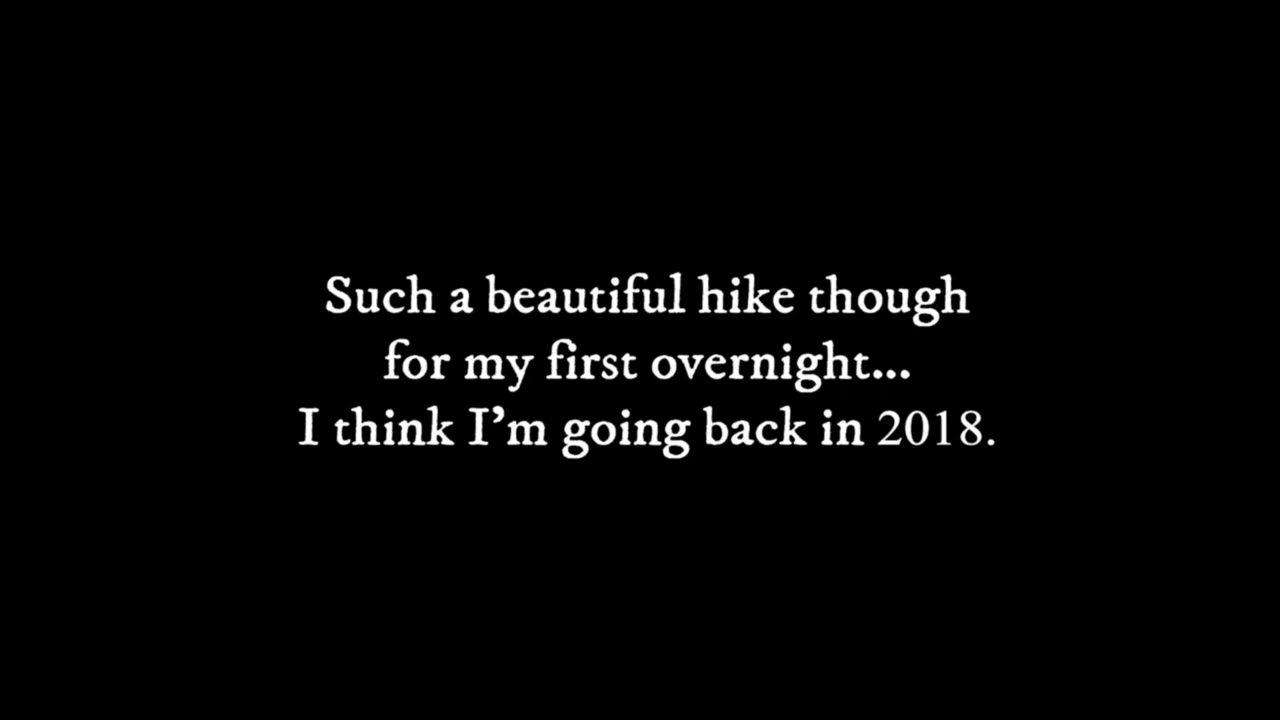 Such a beautiful hike though
for my first overnight...
I think I’m going back in 2018.